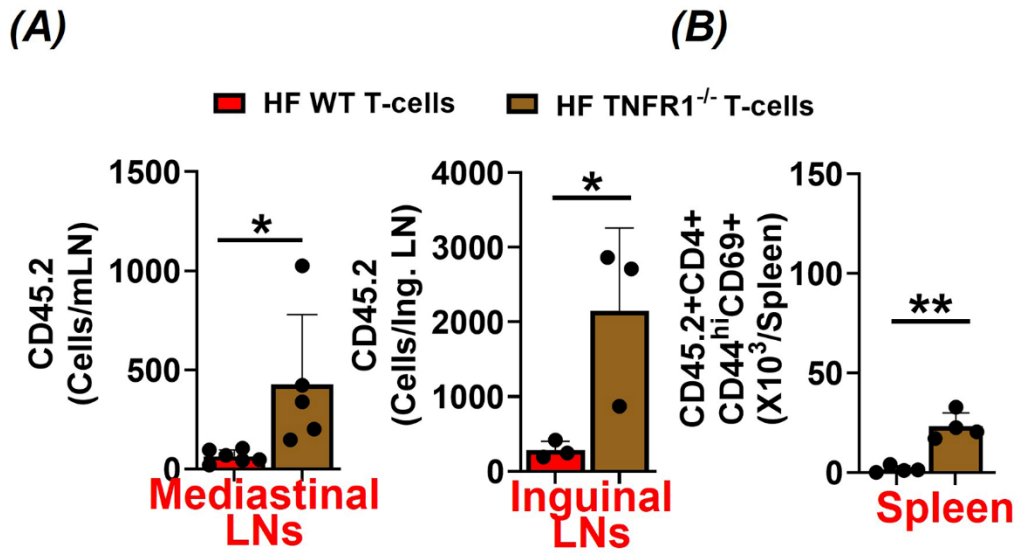 (A)
(B)
HF WT T-cells
HF TNFR1-/- T-cells
CD45.2
(Cells/mLN)
1500
1000
500
0
*
Mediastinal
LNs
CD45.2
(Cells/Ing. LN)
4000
3000
2000
1000
0
*
Inguinal
LNs
CD45.2+CD4+
CD44hiCD69+
(X103/Spleen)
150
100
50
0
**
Spleen